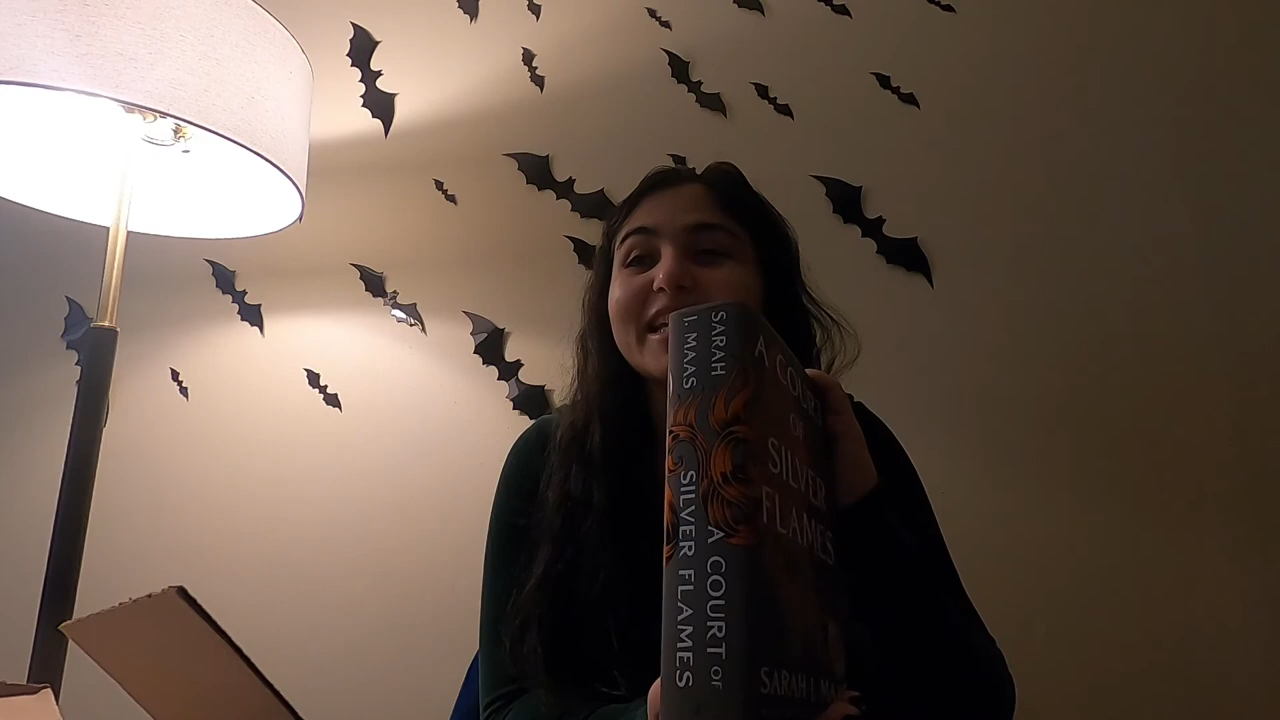 SARAH
J. MAAS
A COURT OF
SILVER FLAMES
A COURT
OF
SILVER
FLAMES
SARAH J. MA